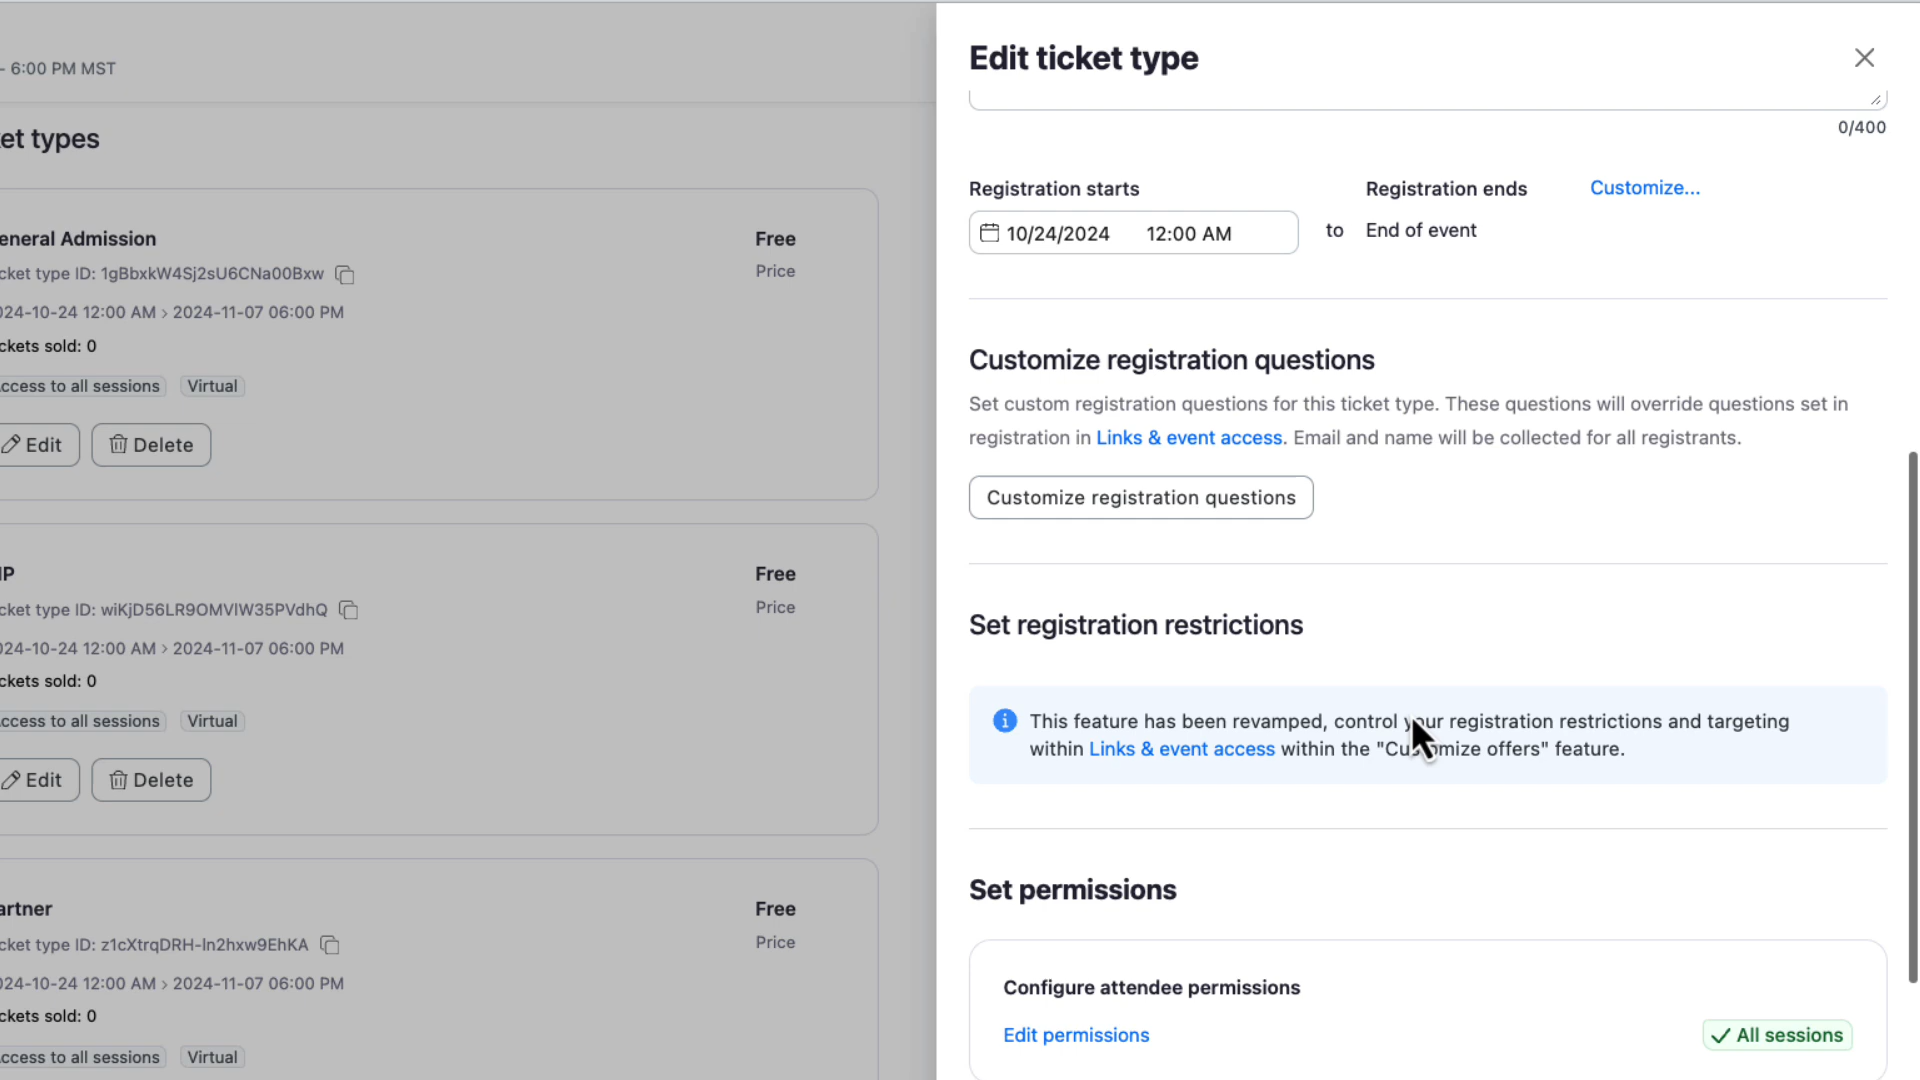 - 6:00 PM MST
et types
eneral Admission
Free
cket type ID: 1gBbxkW4Sj2sU6CNa00Bxw
Price
024-10-24 12:00 AM > 2024-11-07 06:00 PM
ckets sold: 0
ccess to all sessions
Virtual
Edit
Delete
IP
Free
cket type ID: wiKjD56LR9OMVIW35PVdhQ
Price
024-10-24 12:00 AM > 2024-11-07 06:00 PM
ckets sold: 0
ccess to all sessions
Virtual
Edit
Delete
artner
Free
cket type ID: z1cXtrqDRH-In2hxw9EhKA
Price
024-10-24 12:00 AM > 2024-11-07 06:00 PM
ckets sold: 0
ccess to all sessions
Virtual
Edit ticket type
0/400
Registration starts
Registration ends
Customize...
10/24/2024 12:00 AM
to
End of event
Customize registration questions
Set custom registration questions for this ticket type. These questions will override questions set in
registration in Links & event access. Email and name will be collected for all registrants.
Customize registration questions
Set registration restrictions
This feature has been revamped, control your registration restrictions and targeting
within Links & event access within the "Customize offers" feature.
Set permissions
Configure attendee permissions
Edit permissions
All sessions